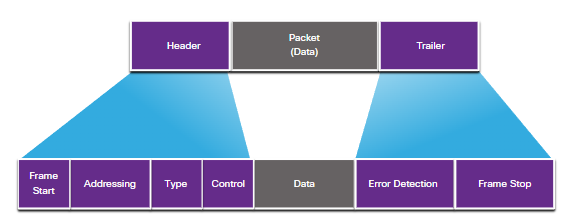 Header
Packet
(Data)
Trailer
Frame
Start
Addressing
Type
Control
Data
Error Detection
Frame Stop